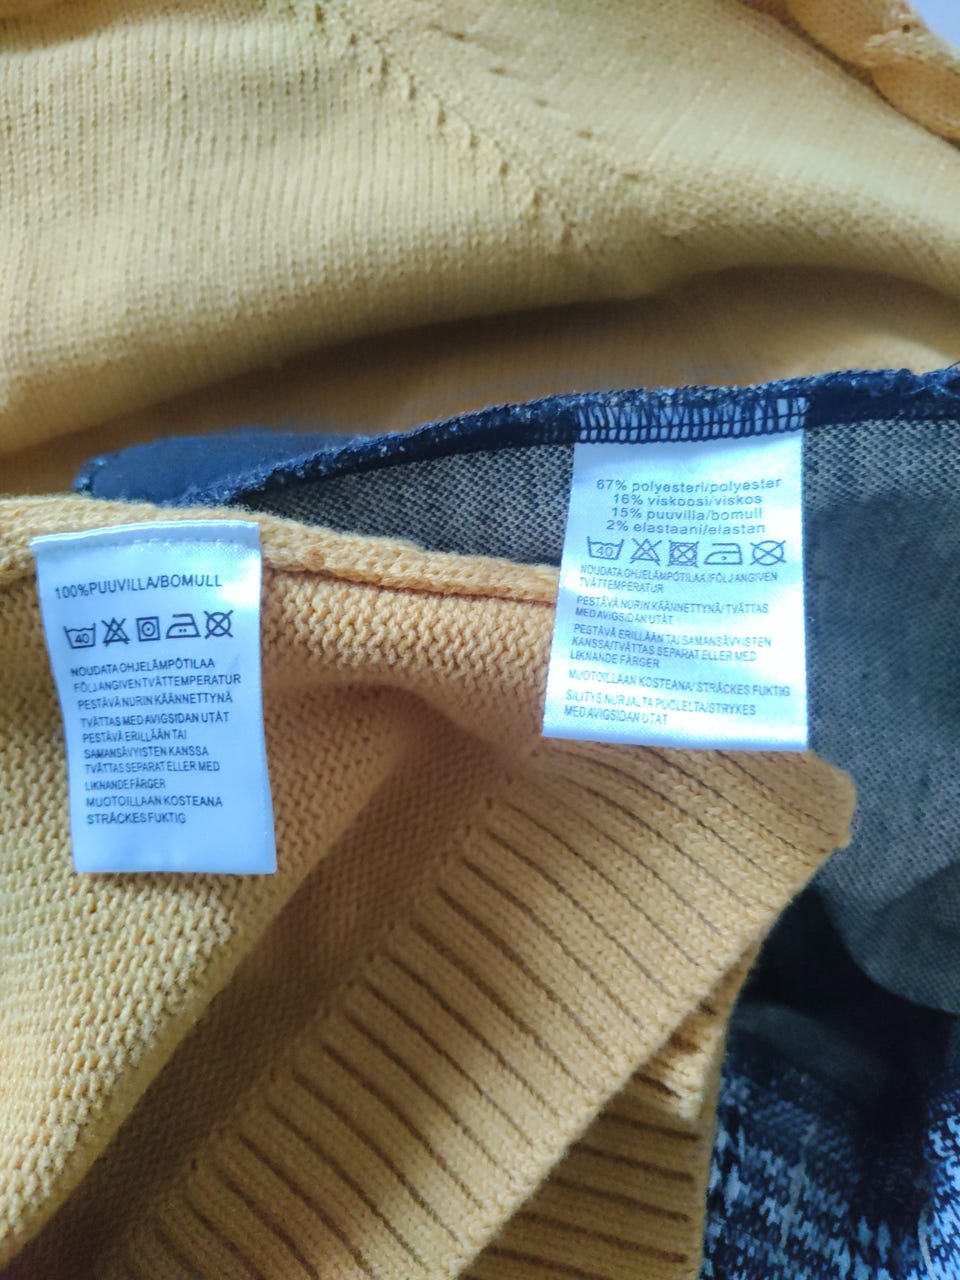 100%PUUVILLA/BOMULL
40
NOUDATA OHJELÄMPÖTILAA
FÖLJ ANGIVEN TVÄTTEMPERATUR
PESTÄVÄ NURIN KÄÄNNETTYNÄ
TVÄTTAS MED AVIGSIDAN UTÅT
PESTÄVÄ ERILLÄÄN TAI
SAMANSÄVYISTEN KANSSA
TVÄTTAS SEPARAT ELLER MED
LIKNANDE FÄRGER
MUOTOILLAAN KOSTEANA
STRÄCKES FUKTIG
67% polyesteri/polyester
16% viskoosi/viskos
15% puuvilla/bomull
2% elastaani/elastan
40
NOUDATA OHJELÄMPÖTILAA/FÖLJ ANGIVEN
TVÄTTEMPERATUR
PESTÄVÄ NURIN KÄÄNNETTYNÄ/TVÄTTAS
MED AVIGSIDAN UTÅT
PESTÄVÄ ERILLÄÄN TAI SAMANSÄVYISTEN
KANSSA/TVÄTTAS SEPARAT ELLER MED
LIKNANDE FÄRGER
MUOTOILLAAN KOSTEANA/ STRÄCKES FUKTIG
SILITYS NURJALTA PUOLELTA/STRYKES
MED AVIGSIDAN UTÅT